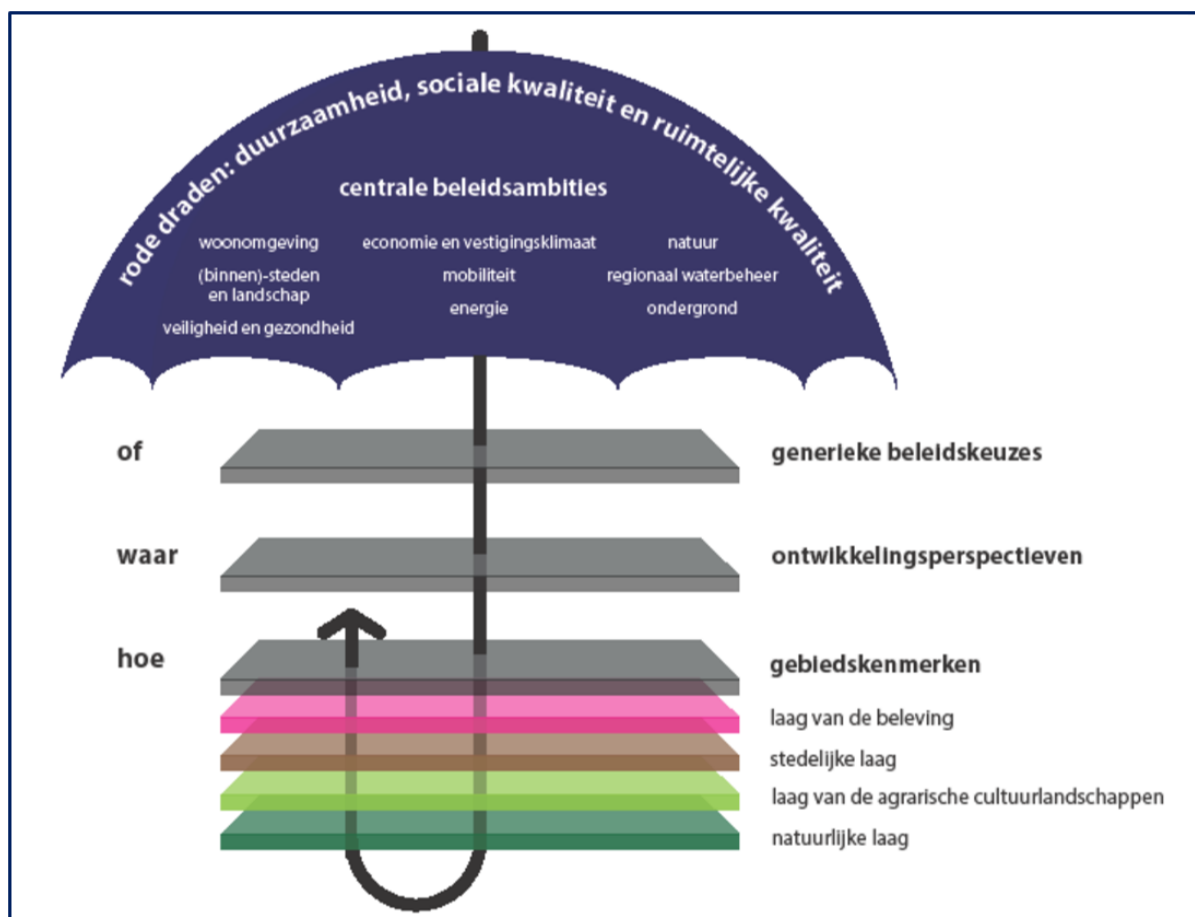 rode draden: duurzaamheid, sociale kwaliteit en ruimtelijke kwaliteit
centrale beleidsambities
woonomgeving
(binnen)-steden
en landschap
veiligheid en gezondheid
economie en vestigingsklimaat
mobiliteit
energie
natuur
regionaal waterbeheer
ondergrond
of
generieke beleidskeuzes
waar
ontwikkelingsperspectieven
hoe
gebiedskenmerken
laag van de beleving
stedelijke laag
laag van de agrarische cultuurlandschappen
natuurlijke laag